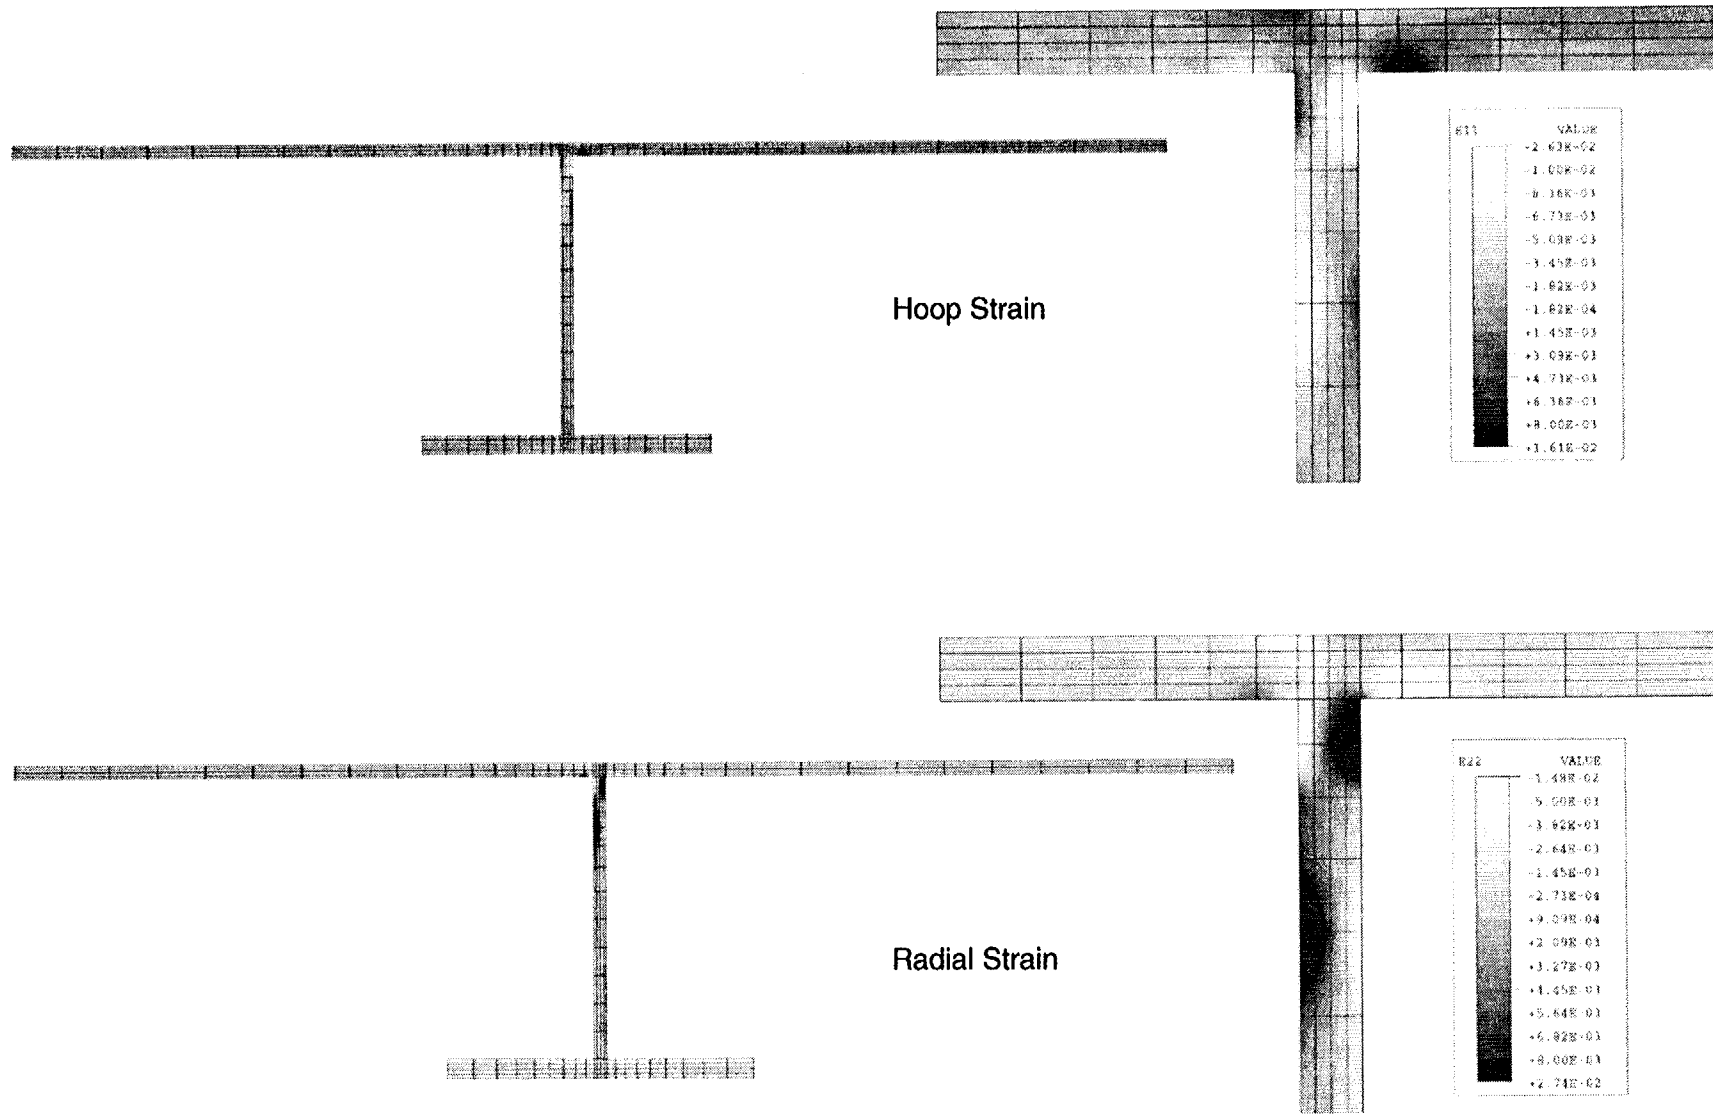 E11 VALUE
-2.63E-02
-1.00E-02
-8.36E-03
-6.73E-03
-5.09E-03
-3.45E-03
-1.82E-03
-1.82E-04
+1.45E-03
+3.09E-03
+4.73E-03
+6.36E-03
+8.00E-03
+1.61E-02
Hoop Strain
E22 VALUE
-1.48E-02
-5.00E-03
-3.82E-03
-2.64E-03
-1.45E-03
-2.73E-04
+9.09E-04
+2.09E-03
+3.27E-03
+4.45E-03
+5.64E-03
+6.82E-03
+8.00E-03
+2.74E-02
Radial Strain